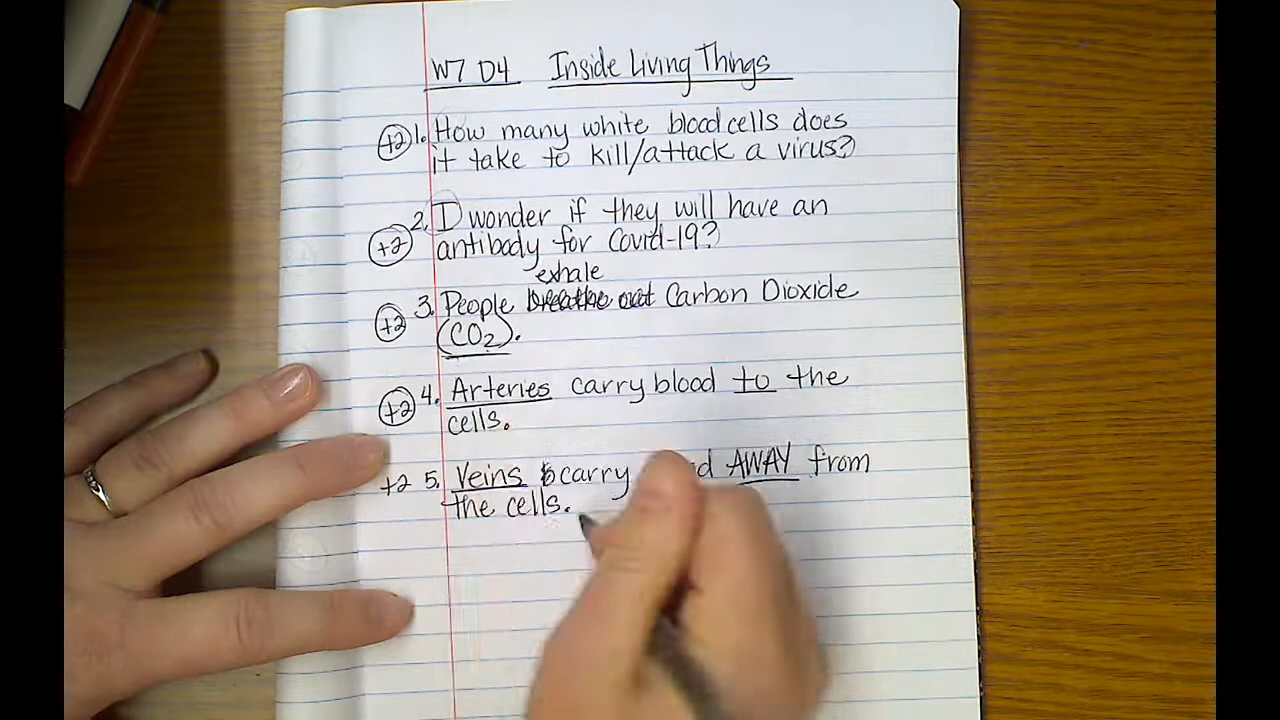 W7 D4 Inside Living Things
+2 1. How many white blood cells does
it take to kill/attack a virus?
+2 2. I wonder if they will have an
antibody for Covid-19?
exhale
+2 3. People breathe out Carbon Dioxide
(CO2).
+2 4. Arteries carry blood to the
cells.
+2 5. Veins carry d AWAY from
the cells.